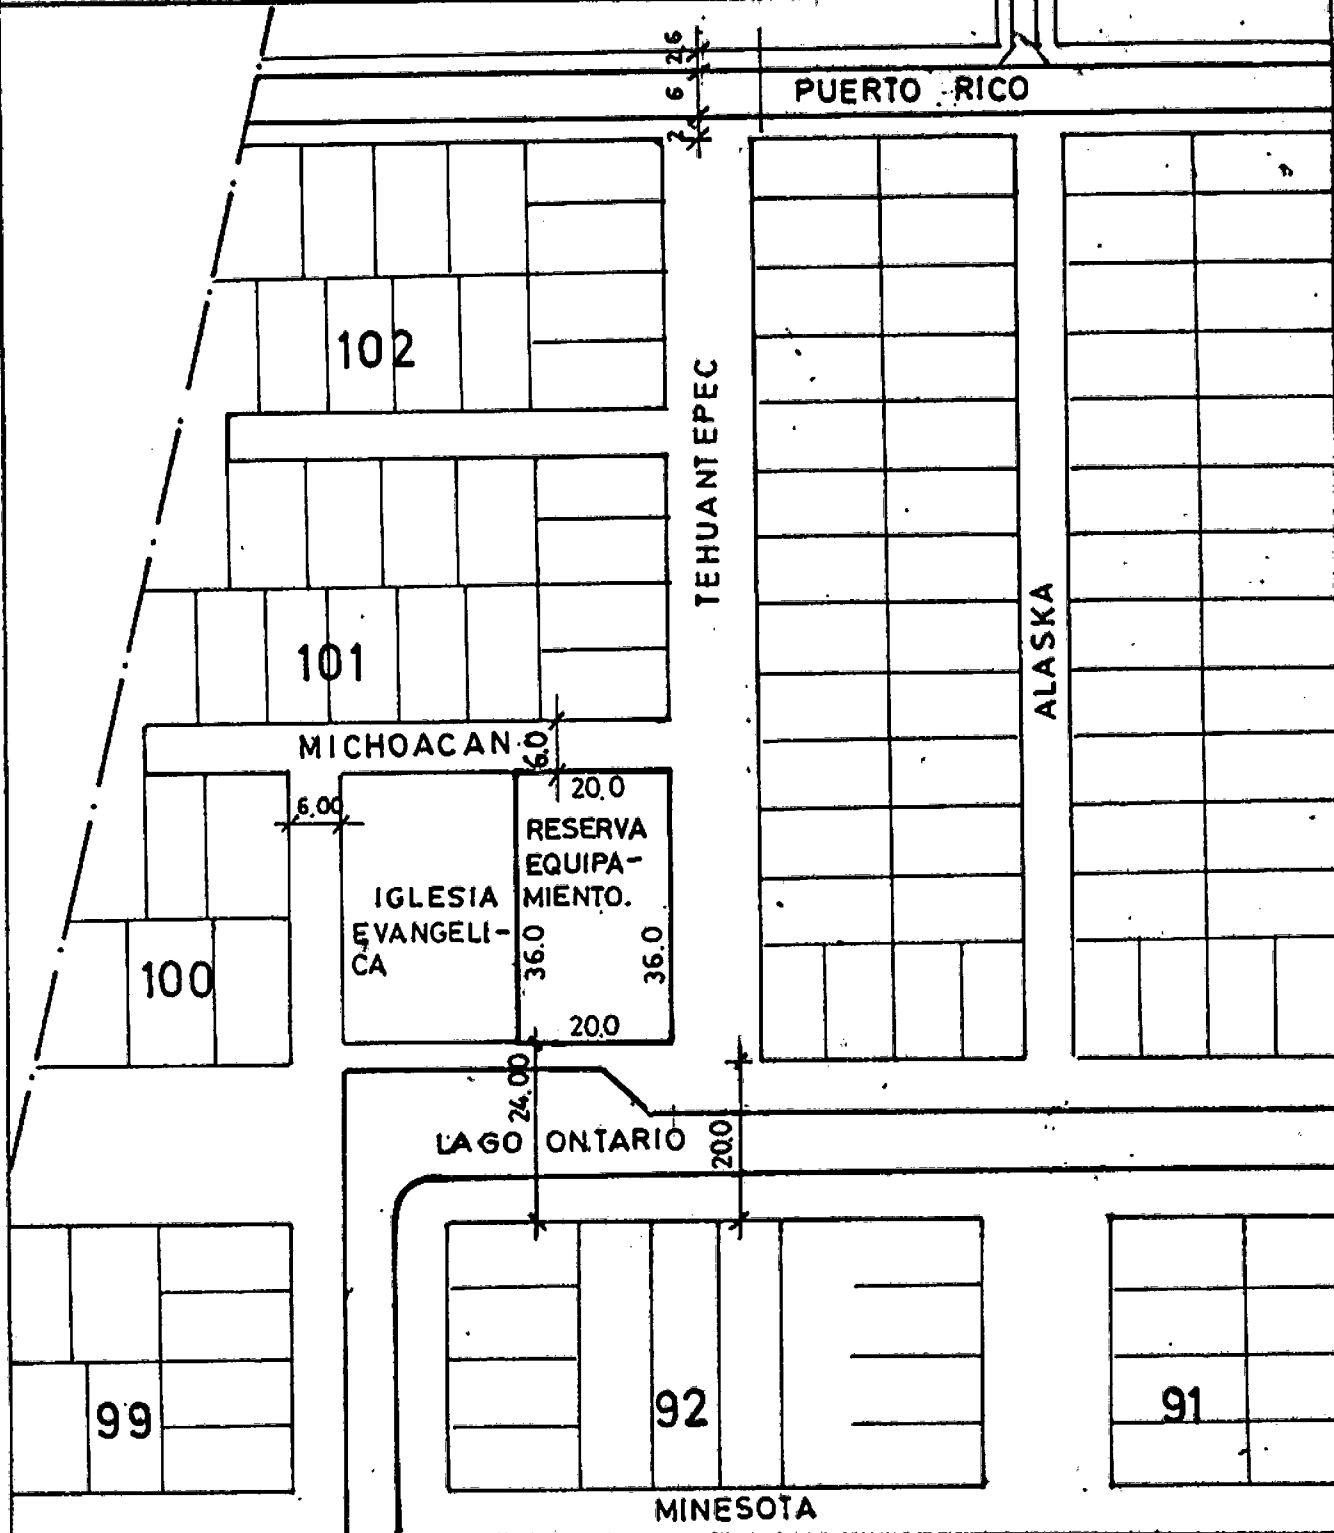 2.6
6
2
PUERTO RICO
102
TEHUANTEPEC
101
ALASKA
MICHOACAN
6.0
20.0
6.00
RESERVA
EQUIPA-
MIENTO.
IGLESIA
EVANGELI-
CA
36.0
36.0
100
20.0
24.00
LAGO ONTARIO
20.0
99
92
91
MINESOTA